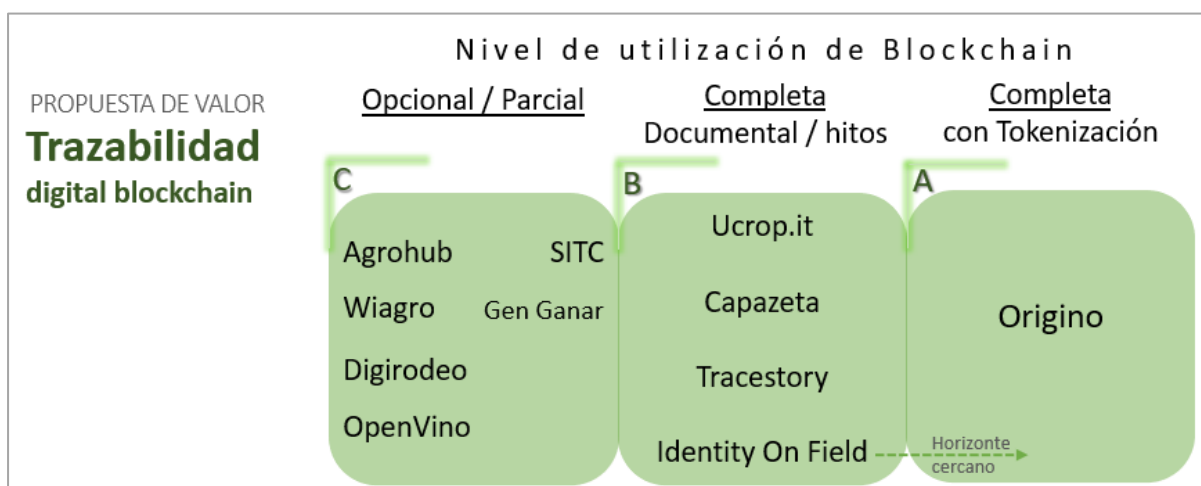 Nivel de utilización de Blockchain
PROPUESTA DE VALOR
Trazabilidad
digital blockchain
Opcional / Parcial
Completa
Documental / hitos
Completa
con Tokenización
C
Agrohub
SITC
Wiagro
Gen Ganar
Digirodeo
OpenVino
B
Ucrop.it
Capazeta
Tracestory
Identity On Field
Horizonte
cercano
A
Origino